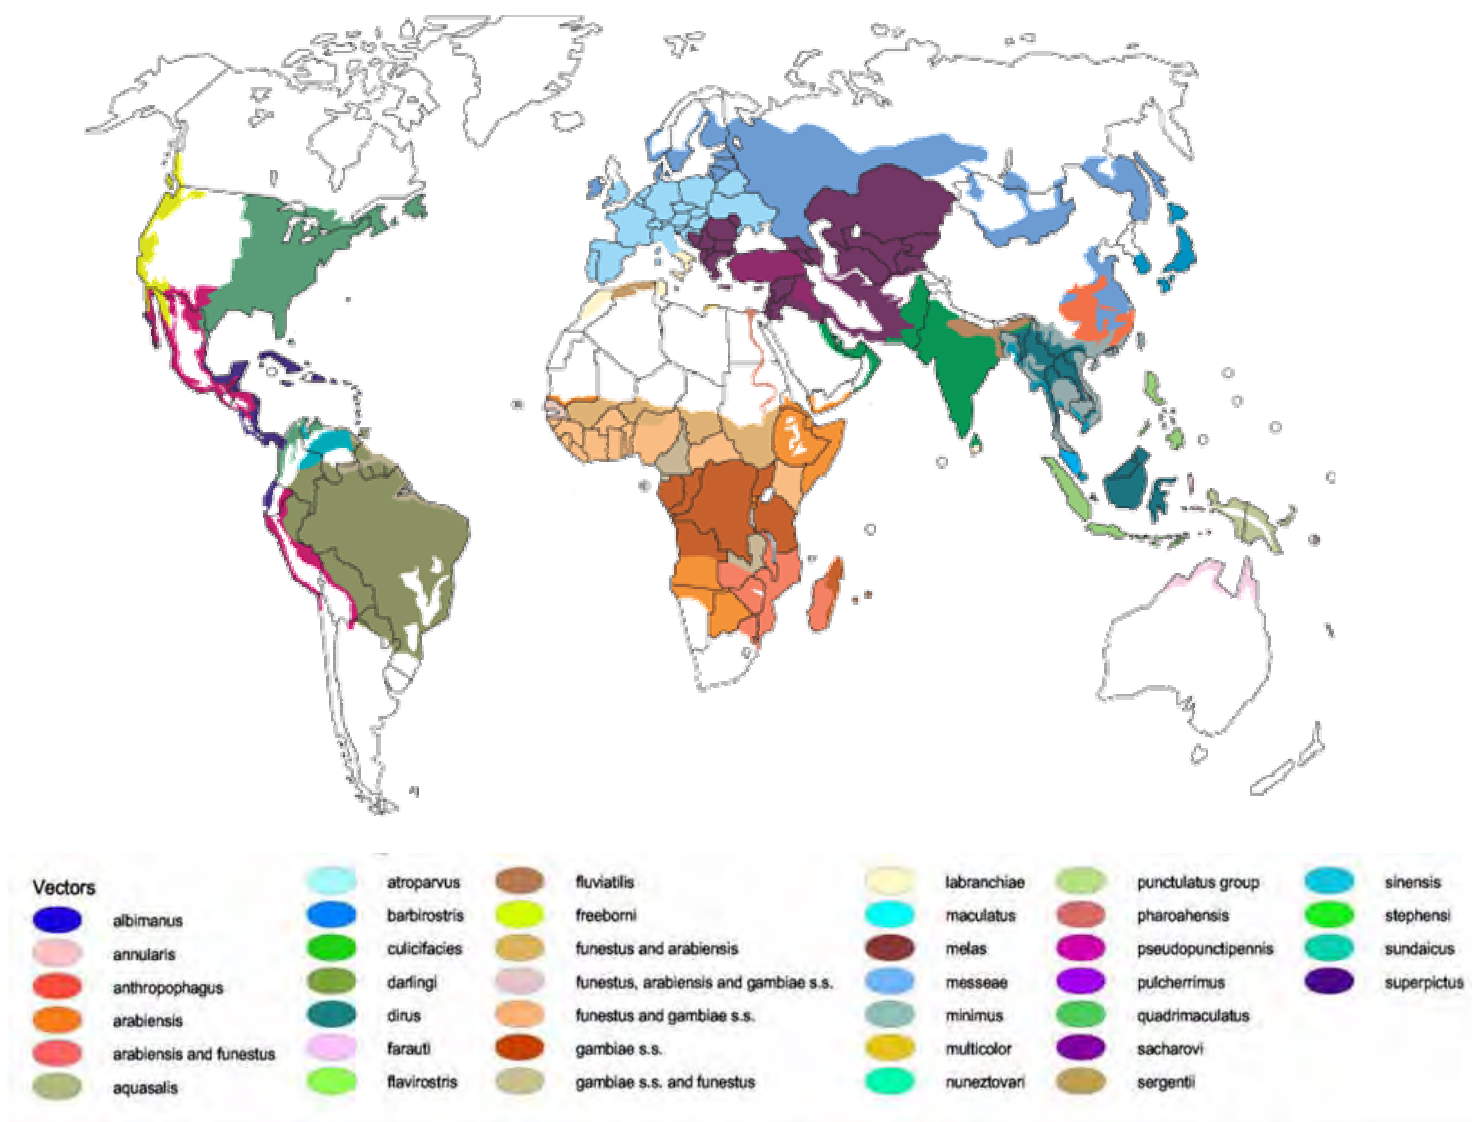 Vectors
albimanus
annularis
anthropophagus
arabiensis
arabiensis and funestus
aquasalis
atroparvus
barbirostris
culicifacies
darlingi
dirus
farauti
flavirostris
fluviatilis
freeborni
funestus and arabiensis
funestus, arabiensis and gambiae s.s.
funestus and gambiae s.s.
gambiae s.s.
gambiae s.s. and funestus
labranchiae
maculatus
melas
messeae
minimus
multicolor
nuneztovari
punctulatus group
pharoahensis
pseudopunctipennis
pulcherrimus
quadrimaculatus
sacharovi
sergentii
sinensis
stephensi
sundaicus
superpictus